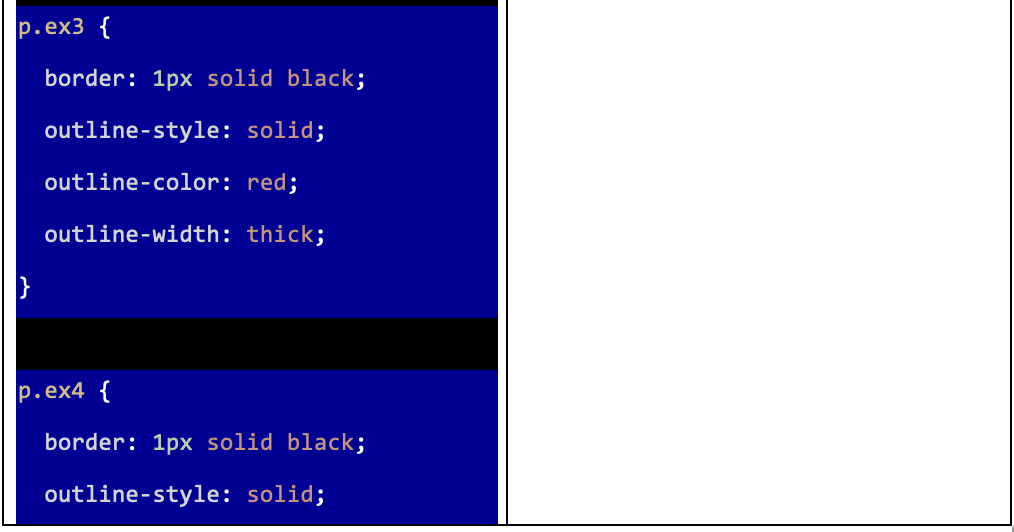 p.ex3 {
border: 1px solid black;
outline-style: solid;
outline-color: red;
outline-width: thick;
}
p.ex4 {
border: 1px solid black;
outline-style: solid;